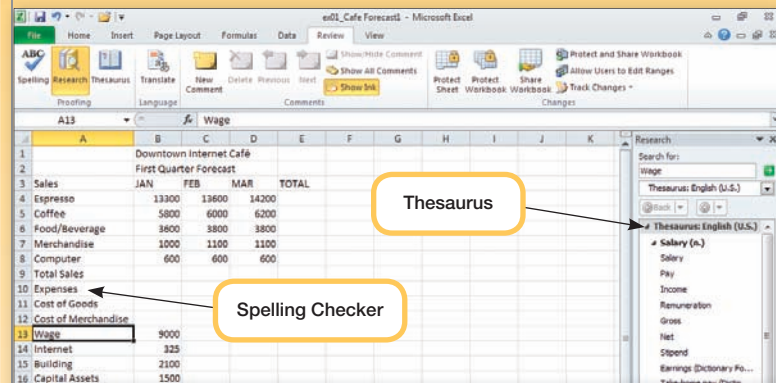 ex01_Cafe Forecast1 - Microsoft Excel
File Home Insert Page Layout Formulas Data Review View
ABC
Spelling Research Thesaurus Translate New Comment Delete Previous Next Show/Hide Comment Show All Comments Show Ink Protect Sheet Protect Workbook Share Workbook Protect and Share Workbook Allow Users to Edit Ranges Track Changes
Proofing Language Comments Changes
A13 fx Wage
A B C D E F G H I J K
1 Downtown Internet Café
2 First Quarter Forecast
3 Sales JAN FEB MAR TOTAL
4 Espresso 13300 13600 14200
5 Coffee 5800 6000 6200
6 Food/Beverage 3600 3800 3800
7 Merchandise 1000 1100 1100
8 Computer 600 600 600
9 Total Sales
10 Expenses
11 Cost of Goods
12 Cost of Merchandise
13 Wage 9000
14 Internet 325
15 Building 2100
16 Capital Assets 1500
Thesaurus
Spelling Checker
Research
Search for:
Wage
Thesaurus: English (U.S.)
Back
Thesaurus: English (U.S.)
Salary (n.)
Salary
Pay
Income
Remuneration
Gross
Net
Stipend
Earnings (Dictionary Fo...